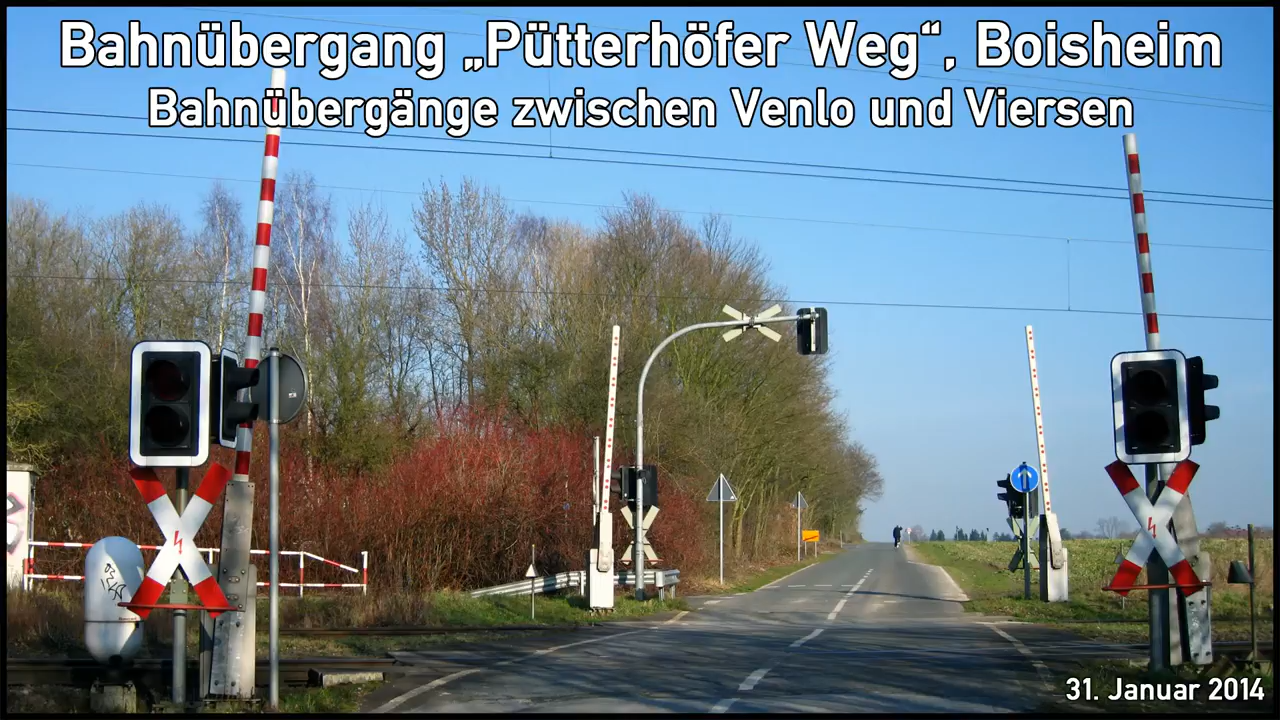 Bahnübergang „Pütterhöfer Weg“, Boisheim
Bahnübergänge zwischen Venlo und Viersen
31. Januar 2014